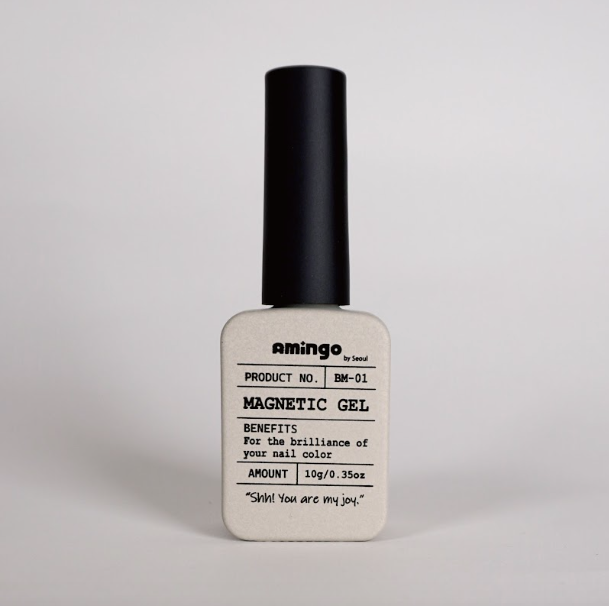 amingo
by Seoul
PRODUCT NO. BM-01
MAGNETIC GEL
BENEFITS
For the brilliance of
your nail color
AMOUNT 10g/0.35oz
"Shh! You are my joy."